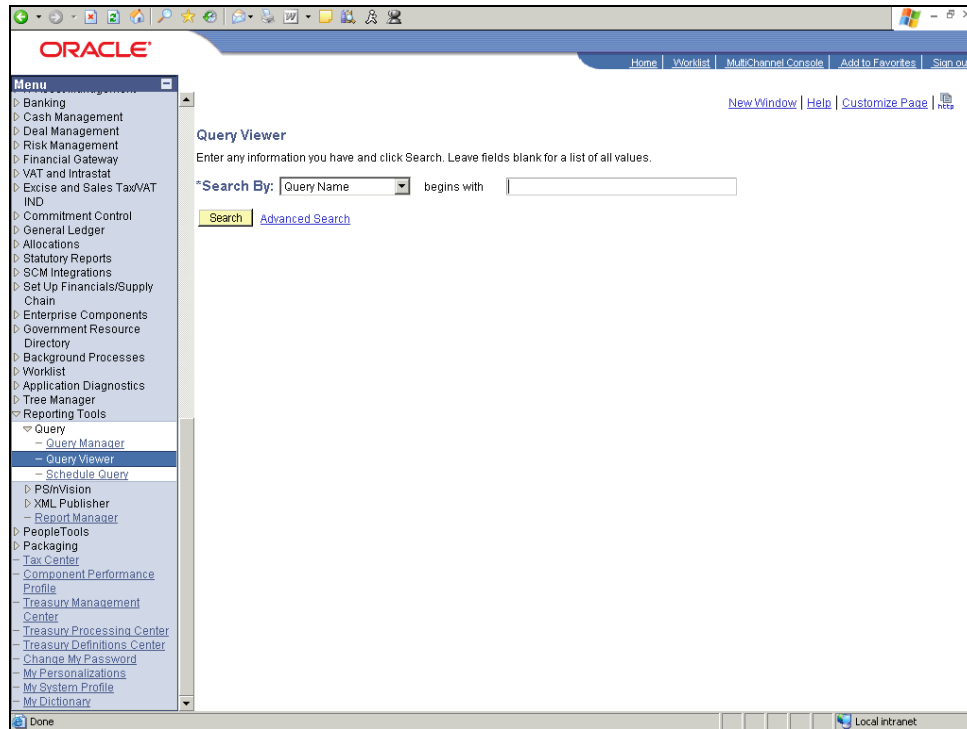 ORACLE
Home | Worklist | MultiChannel Console | Add to Favorites | Sign ou
Menu
Banking
Cash Management
Deal Management
Risk Management
Financial Gateway
VAT and Intrastat
Excise and Sales Tax/VAT
IND
Commitment Control
General Ledger
Allocations
Statutory Reports
SCM Integrations
Set Up Financials/Supply
Chain
Enterprise Components
Government Resource
Directory
Background Processes
Worklist
Application Diagnostics
Tree Manager
Reporting Tools
Query
Query Manager
Query Viewer
Schedule Query
PS/nVision
XML Publisher
Report Manager
PeopleTools
Packaging
Tax Center
Component Performance
Profile
Treasury Management
Center
Treasury Processing Center
Treasury Definitions Center
Change My Password
My Personalizations
My System Profile
My Dictionary
New Window | Help | Customize Page | http
Query Viewer
Enter any information you have and click Search. Leave fields blank for a list of all values.
*Search By: Query Name begins with
Search Advanced Search
Done
Local intranet